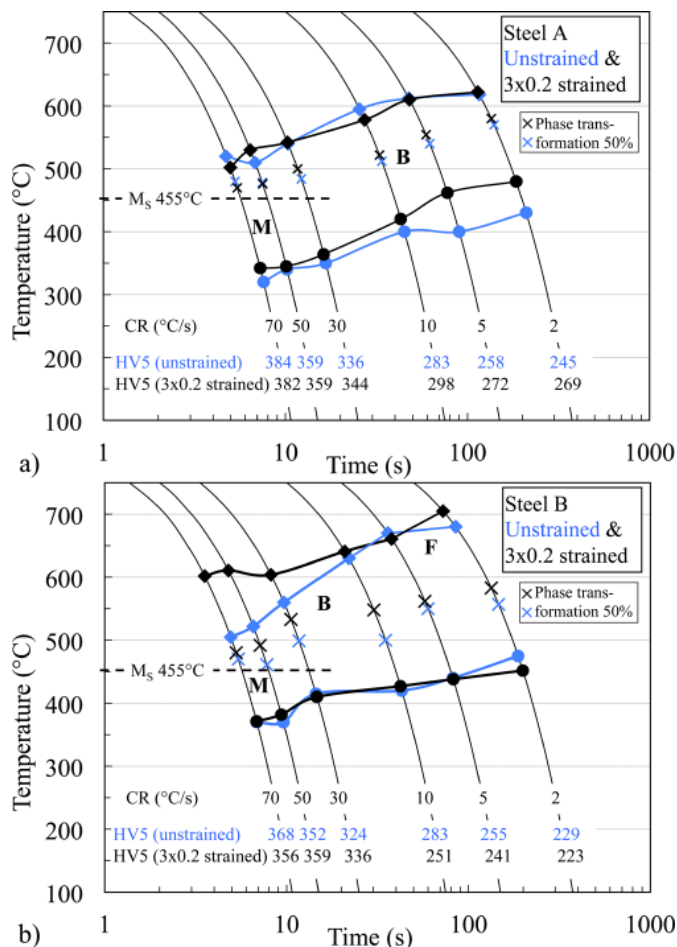 700
600
500
400
300
200
100
Temperature (°C)
Steel A
Unstrained &
3x0.2 strained
Phase trans-
formation 50%
B
M
Mₛ 455°C
CR (°C/s) 70 50 30 10 5 2
HV5 (unstrained) 384 359 336 283 258 245
HV5 (3x0.2 strained) 382 359 344 298 272 269
1 10 100 1000
a) Time (s)
700
600
500
400
300
200
100
Temperature (°C)
Steel B
Unstrained &
3x0.2 strained
Phase trans-
formation 50%
F
B
M
Mₛ 455°C
CR (°C/s) 70 50 30 10 5 2
HV5 (unstrained) 368 352 324 283 255 229
HV5 (3x0.2 strained) 356 359 336 251 241 223
1 10 100 1000
b) Time (s)